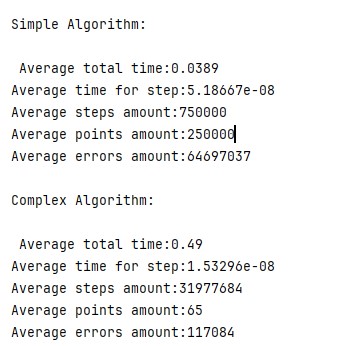 Simple Algorithm:
Average total time:0.0389
Average time for step:5.18667e-08
Average steps amount:750000
Average points amount:250000
Average errors amount:64697037
Complex Algorithm:
Average total time:0.49
Average time for step:1.53296e-08
Average steps amount:31977684
Average points amount:65
Average errors amount:117084